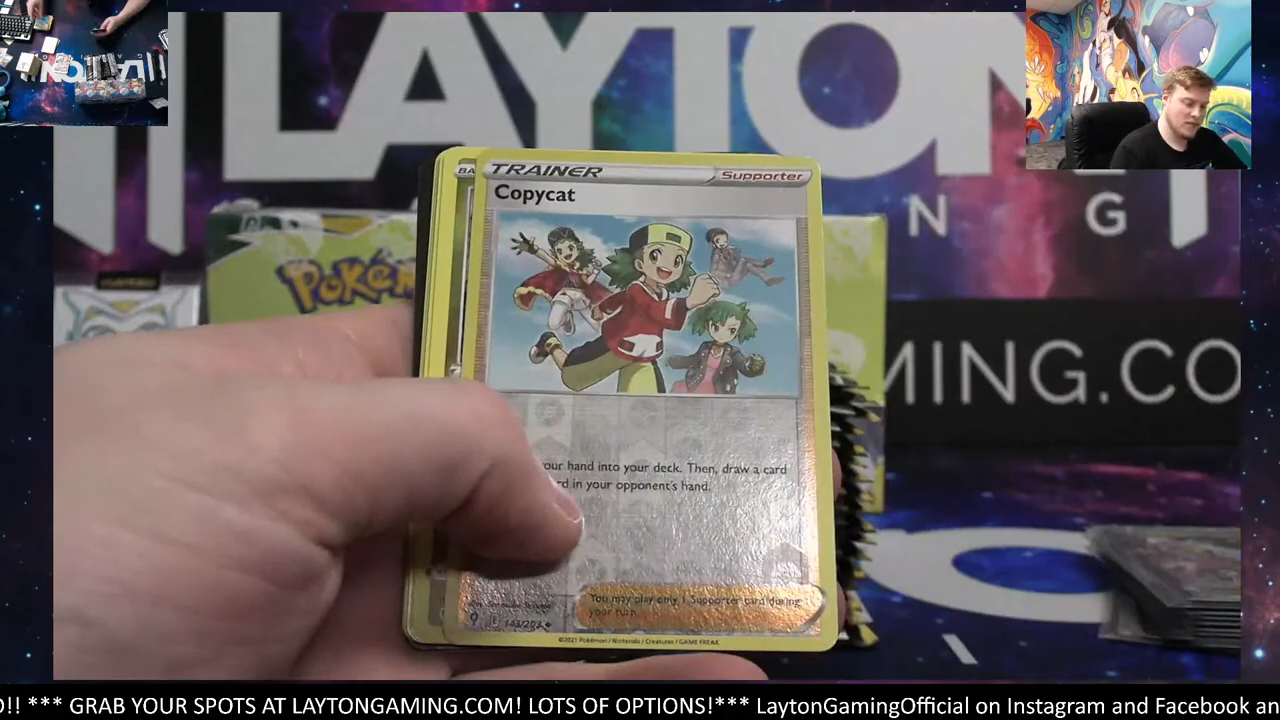 LAYTON
N G
Pokém
MING.CO
BA
TRAINER
Supporter
Copycat
our hand into your deck. Then, draw a card
rd in your opponent's hand.
You may play only 1 Supporter card during
your turn.
143/203
©2021 Pokémon / Nintendo / Creatures / GAME FREAK
D!! *** GRAB YOUR SPOTS AT LAYTONGAMING.COM! LOTS OF OPTIONS!*** LaytonGamingOfficial on Instagram and Facebook an